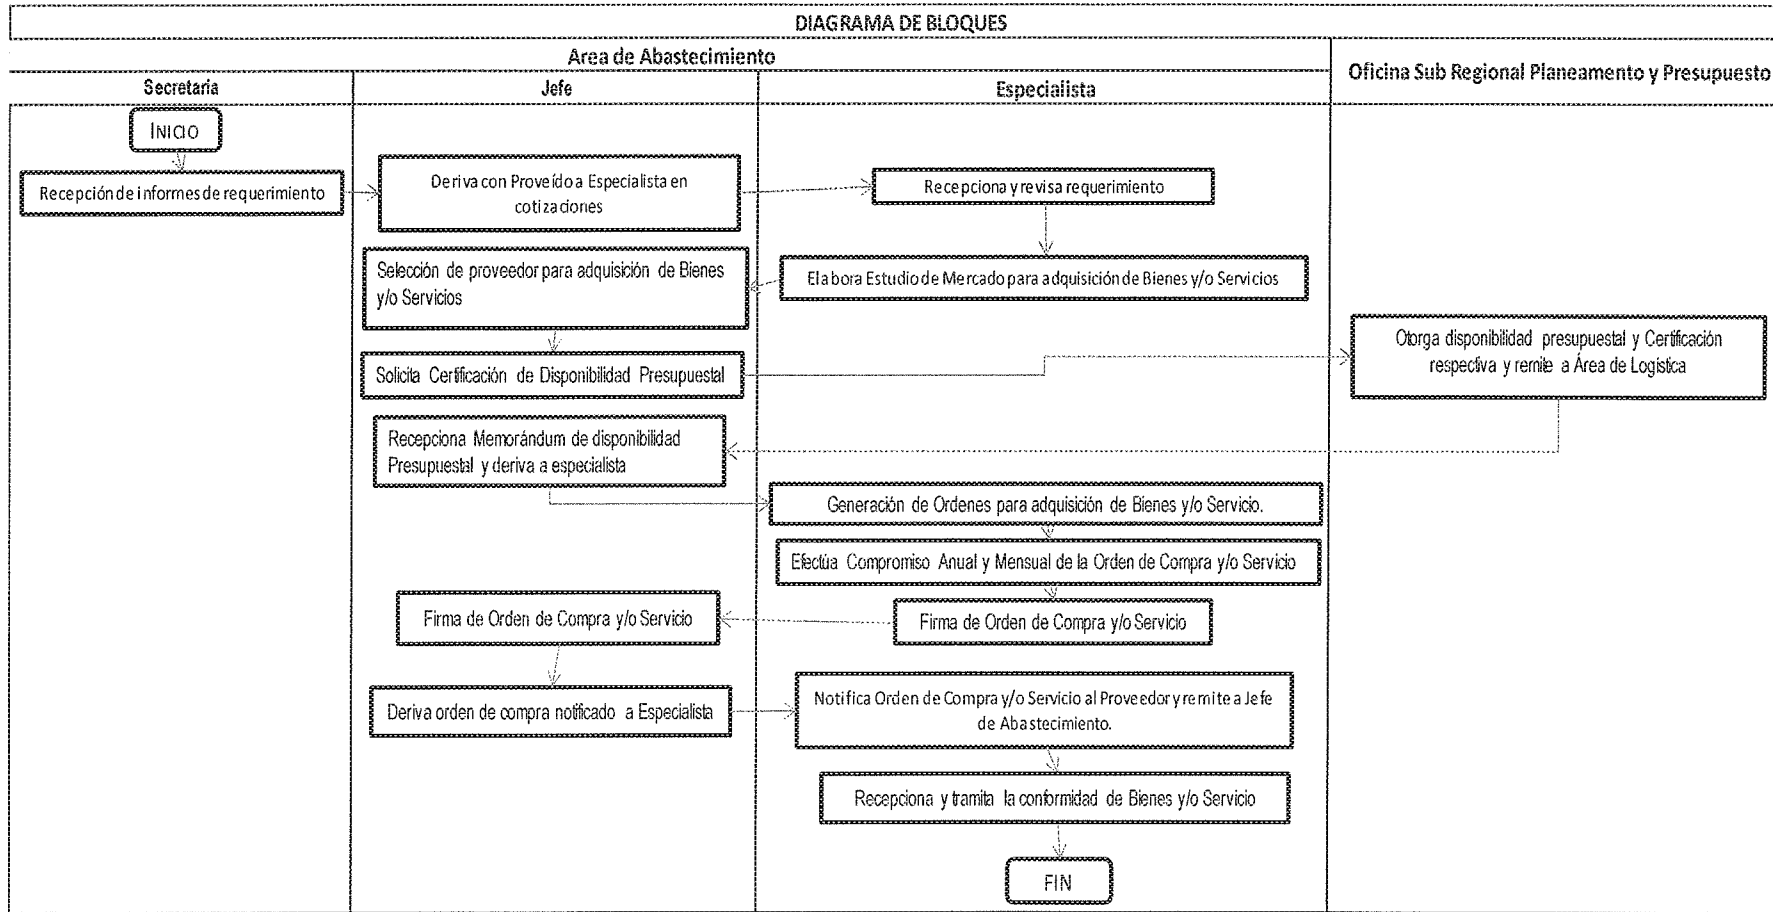 DIAGRAMA DE BLOQUES
Area de Abastecimiento
Oficina Sub Regional Planeamento y Presupuesto
Secretaria
Jefe
Especialista
INICIO
Recepción de informes de requerimiento
Deriva con Proveído a Especialista en
cotizaciones
Recepciona y revisa requerimiento
Selección de proveedor para adquisición de Bienes
y/o Servicios
Elabora Estudio de Mercado para adquisición de Bienes y/o Servicios
Otorga disponibilidad presupuestal y Certificación
respectiva y remite a Área de Logística
Solicita Certificación de Disponibilidad Presupuestal
Recepciona Memorándum de disponibilidad
Presupuestal y deriva a especialista
Generación de Ordenes para adquisición de Bienes y/o Servicio.
Efectúa Compromiso Anual y Mensual de la Orden de Compra y/o Servicio
Firma de Orden de Compra y/o Servicio
Firma de Orden de Compra y/o Servicio
Deriva orden de compra notificado a Especialista
Notifica Orden de Compra y/o Servicio al Proveedor y remite a Jefe
de Abastecimiento.
Recepciona y tramita la conformidad de Bienes y/o Servicio
FIN